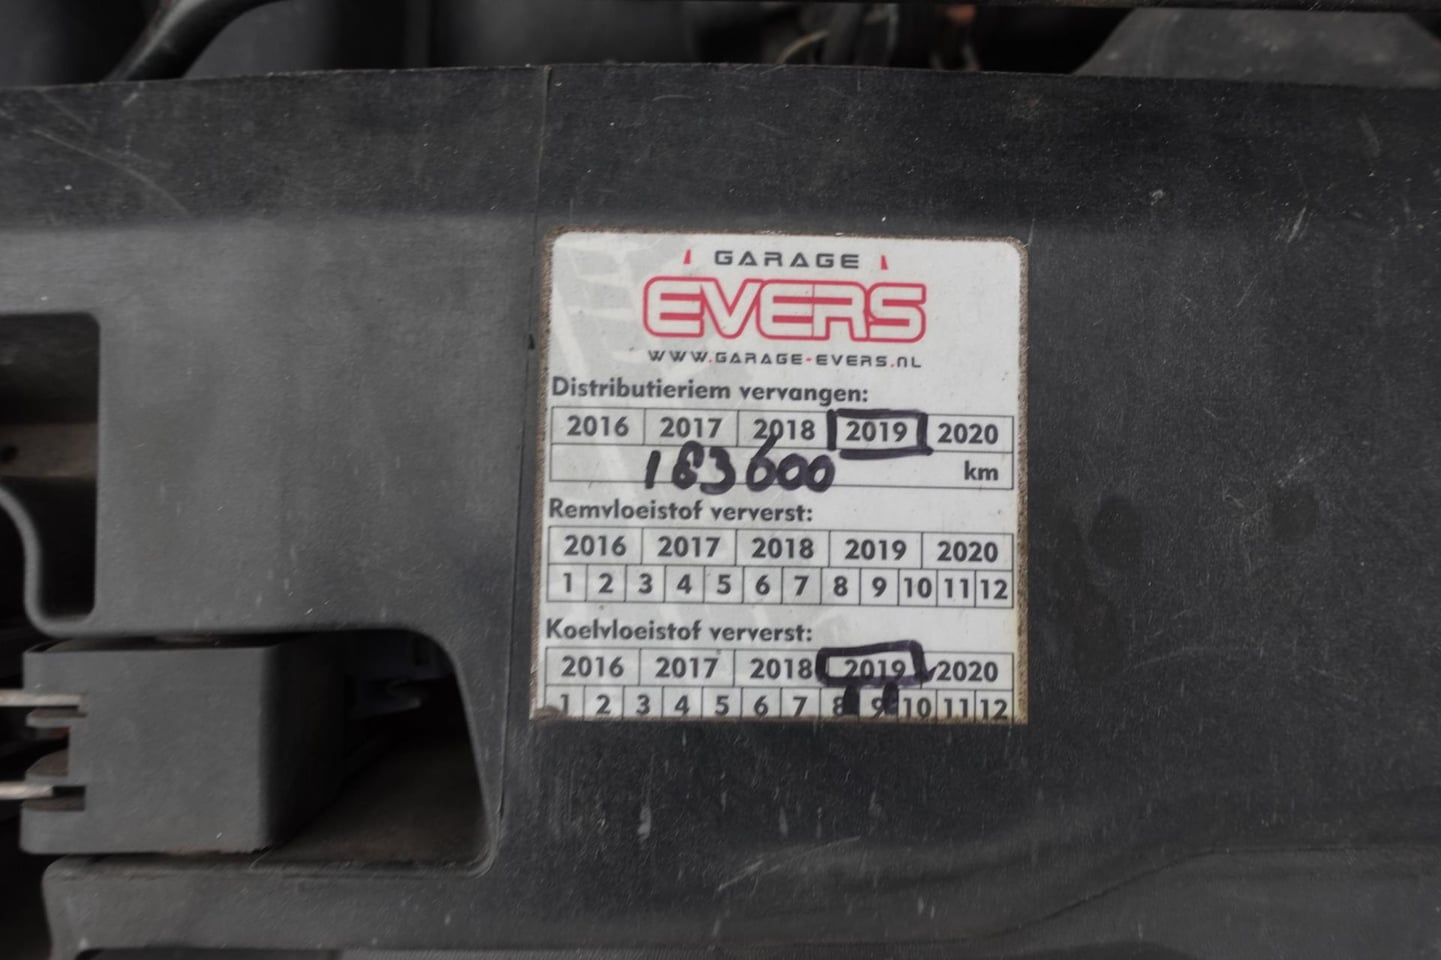 GARAGE
EVERS
WWW.GARAGE-EVERS.NL
Distributieriem vervangen:
2016 2017 2018 2019 2020
183600 km
Remvloeistof ververst:
2016 2017 2018 2019 2020
1 2 3 4 5 6 7 8 9 10 11 12
Koelvloeistof ververst:
2016 2017 2018 2019 2020
1 2 3 4 5 6 7 8 9 10 11 12